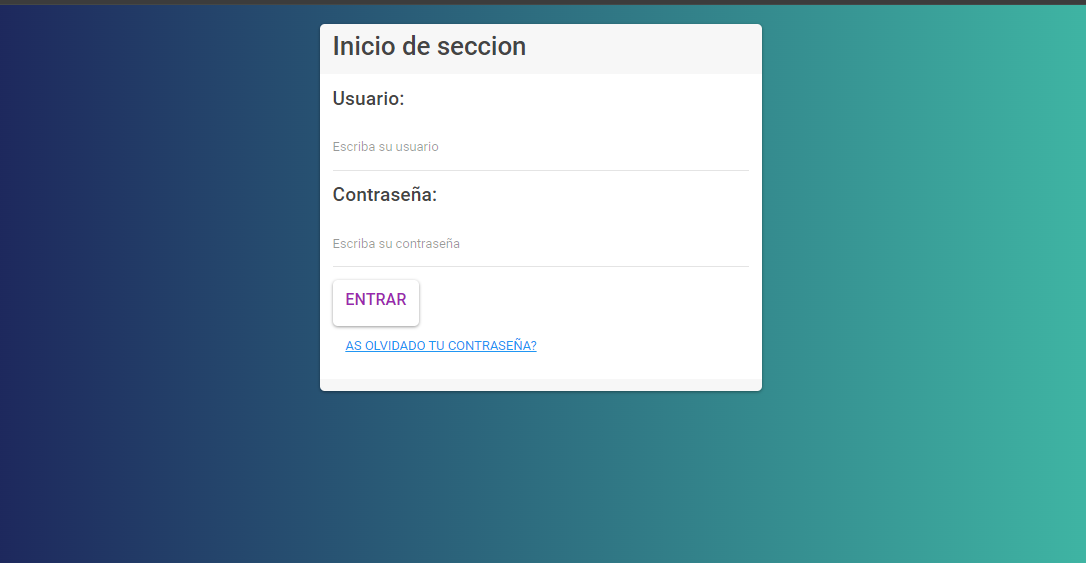 Inicio de seccion
Usuario:
Escriba su usuario
Contraseña:
Escriba su contraseña
ENTRAR
AS OLVIDADO TU CONTRASEÑA?